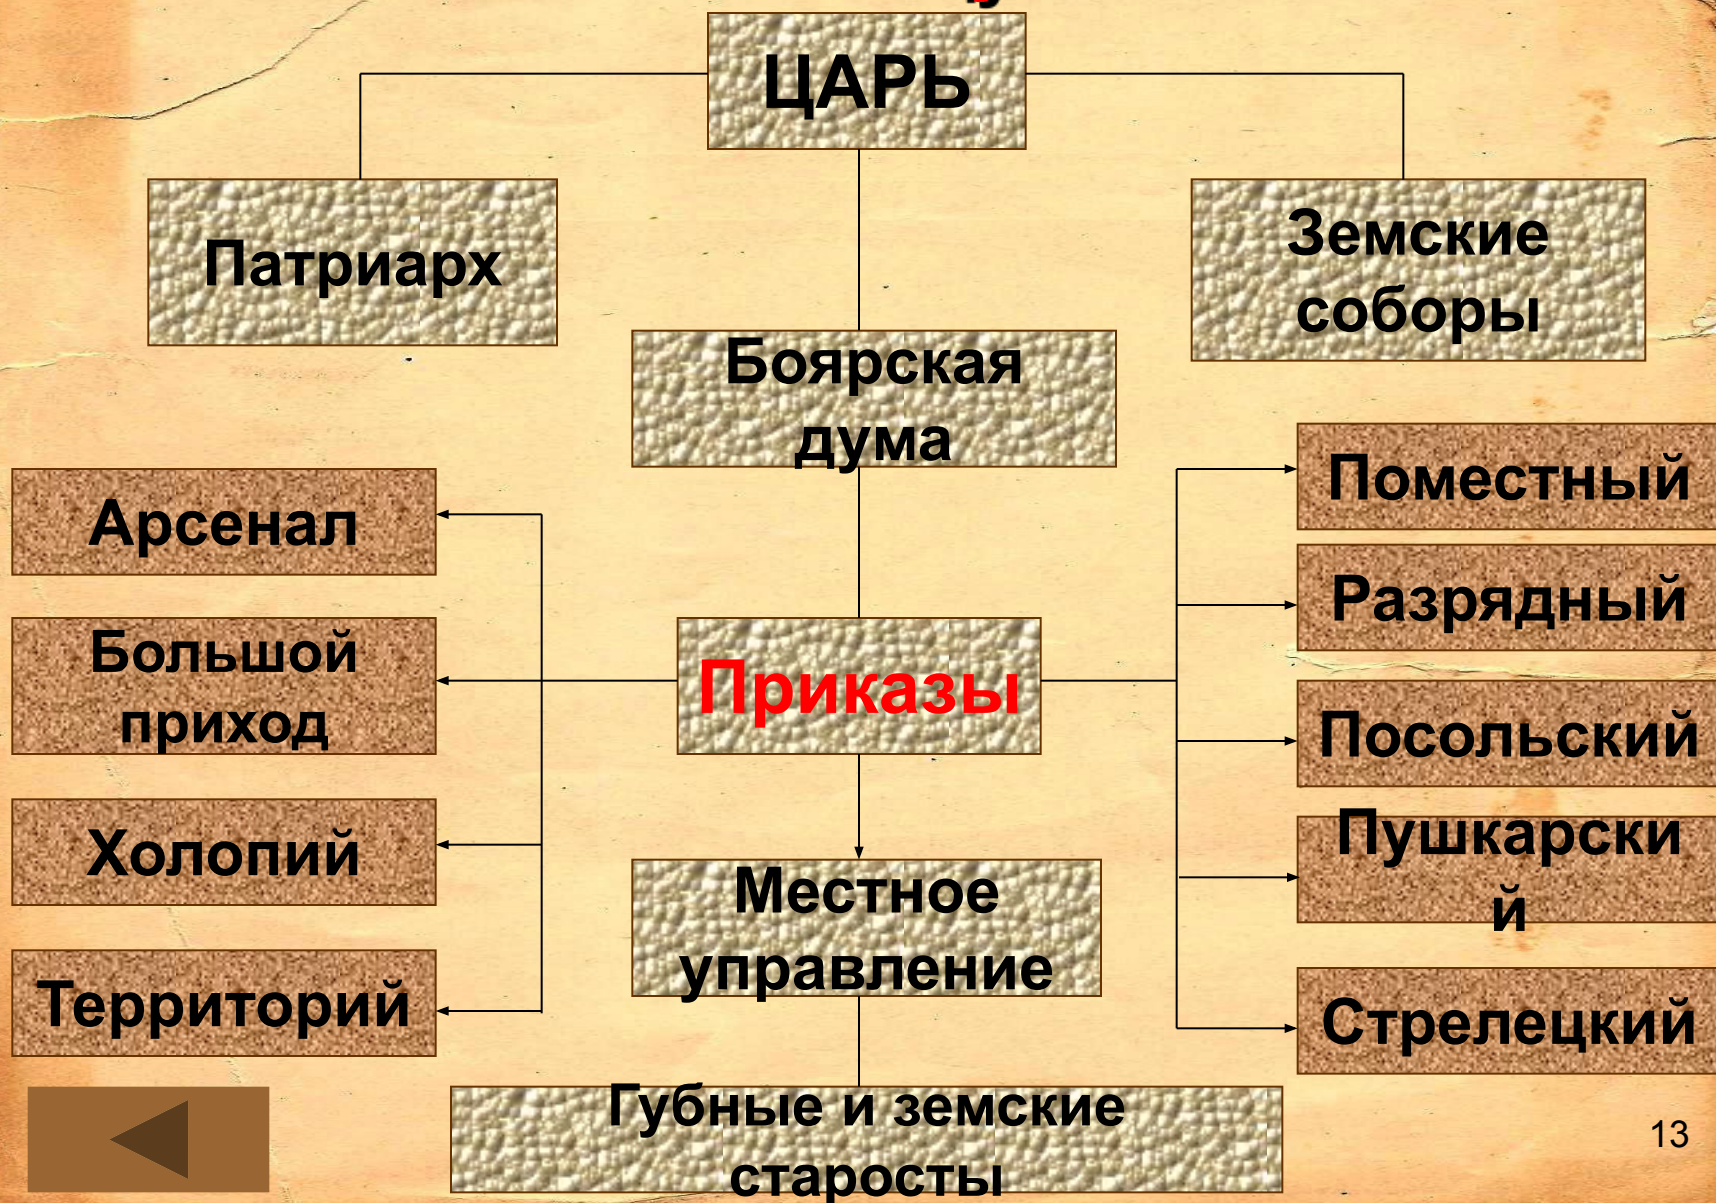 ЦАРЬ
Патриарх
Земские
соборы
Боярская
дума
Арсенал
Большой
приход
Холопий
Территорий
Приказы
Поместный
Разрядный
Посольский
Пушкарски
й
Стрелецкий
Местное
управление
Губные и земские
старосты
13